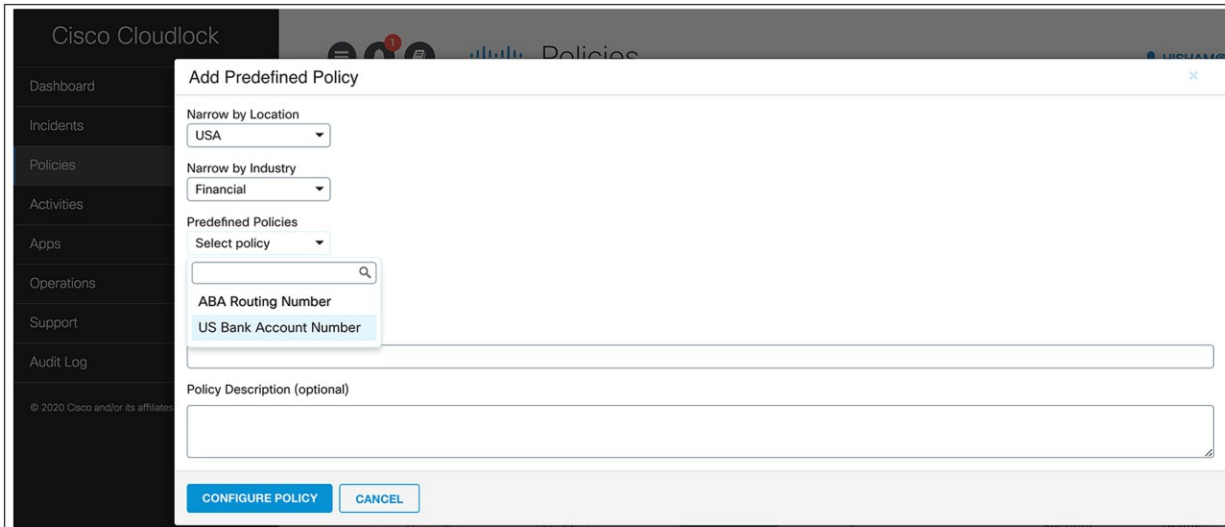 Cisco Cloudlock
1
Policies
HISHAM@
Dashboard
Incidents
Policies
Activities
Apps
Operations
Support
Audit Log
© 2020 Cisco and/or its affiliates
Add Predefined Policy
×
Narrow by Location
USA
Narrow by Industry
Financial
Predefined Policies
Select policy
ABA Routing Number
US Bank Account Number
Policy Description (optional)
CONFIGURE POLICY
CANCEL